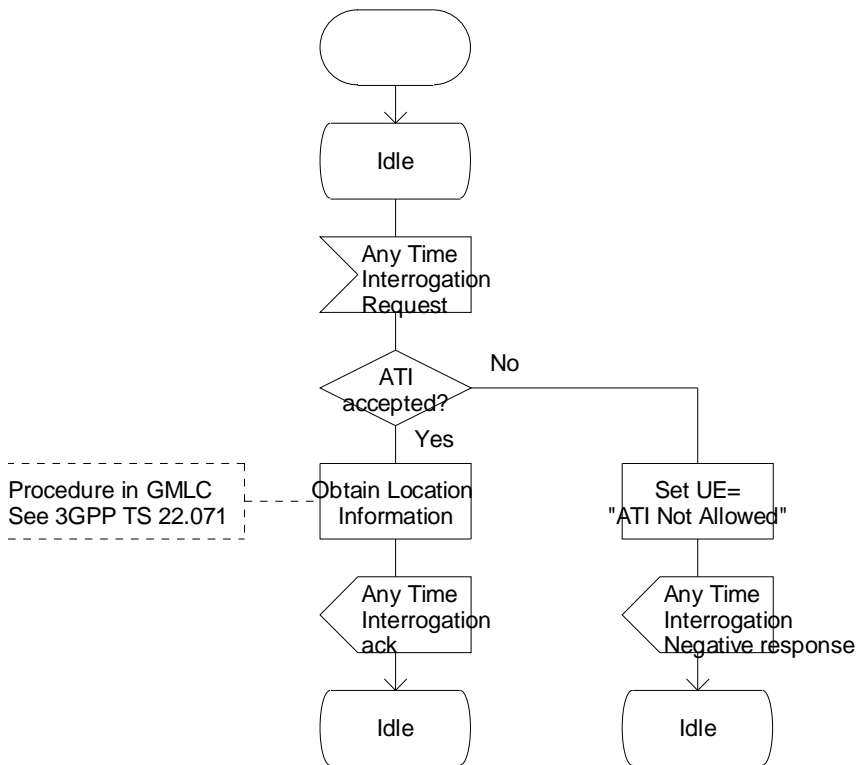 Idle
Any Time
Interrogation
Request
ATI
accepted?
No
Yes
Procedure in GMLC
See 3GPP TS 22.071
Obtain Location
Information
Set UE=
"ATI Not Allowed"
Any Time
Interrogation
ack
Any Time
Interrogation
Negative response
Idle
Idle